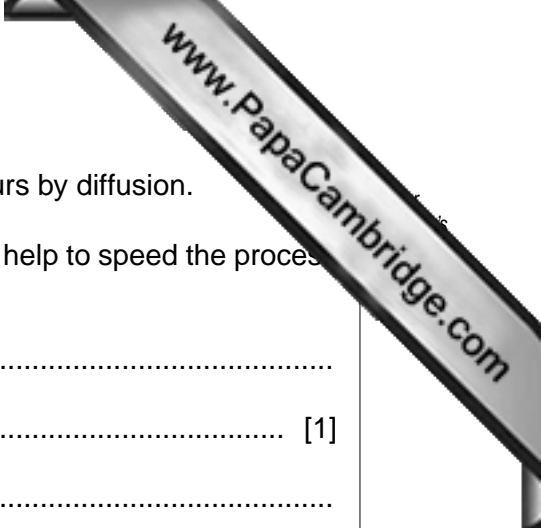 www.PapaCambridge.com
urs by diffusion.
help to speed the proces
........................................
.................................... [1]
........................................